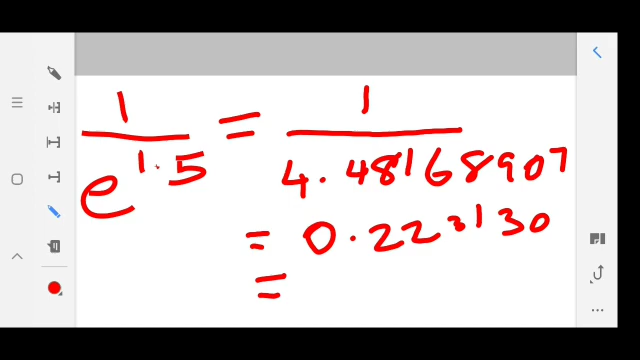 1/e^1.5 = 1/4.48168907
= 0.223130
=